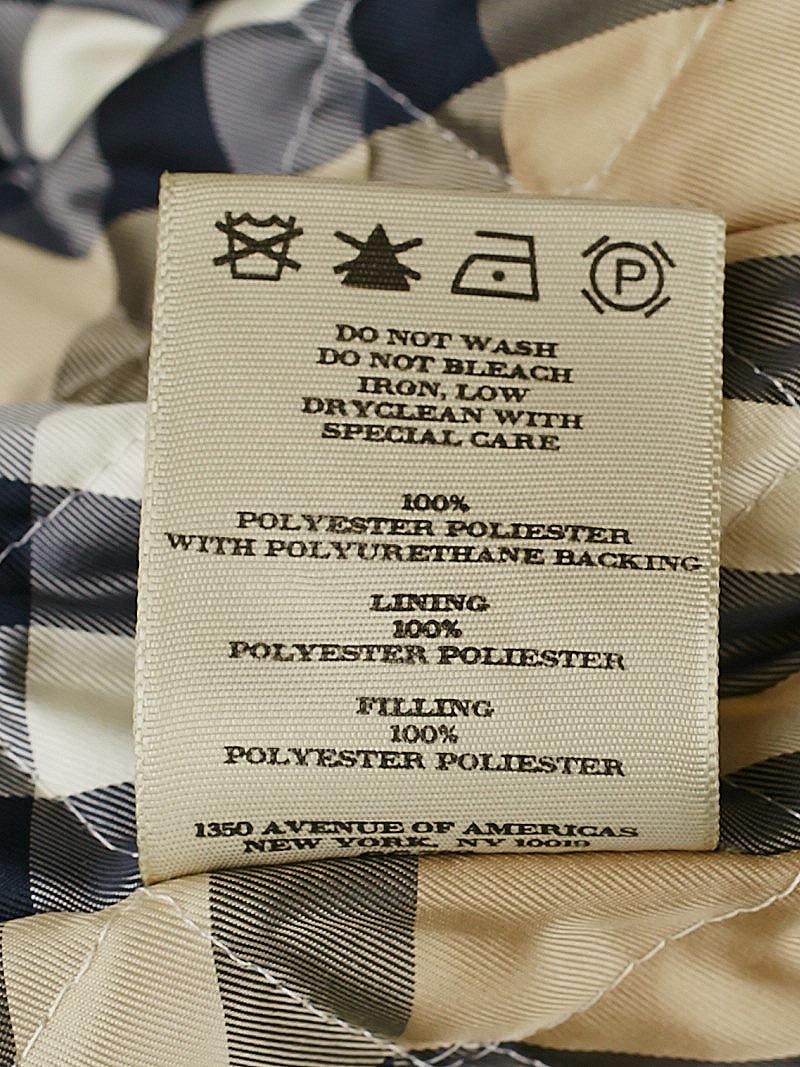 P
DO NOT WASH
DO NOT BLEACH
IRON, LOW
DRYCLEAN WITH
SPECIAL CARE
100%
POLYESTER POLIESTER
WITH POLYURETHANE BACKING
LINING
100%
POLYESTER POLIESTER
FILLING
100%
POLYESTER POLIESTER
1350 AVENUE OF AMERICAS
NEW YORK, NY 10019